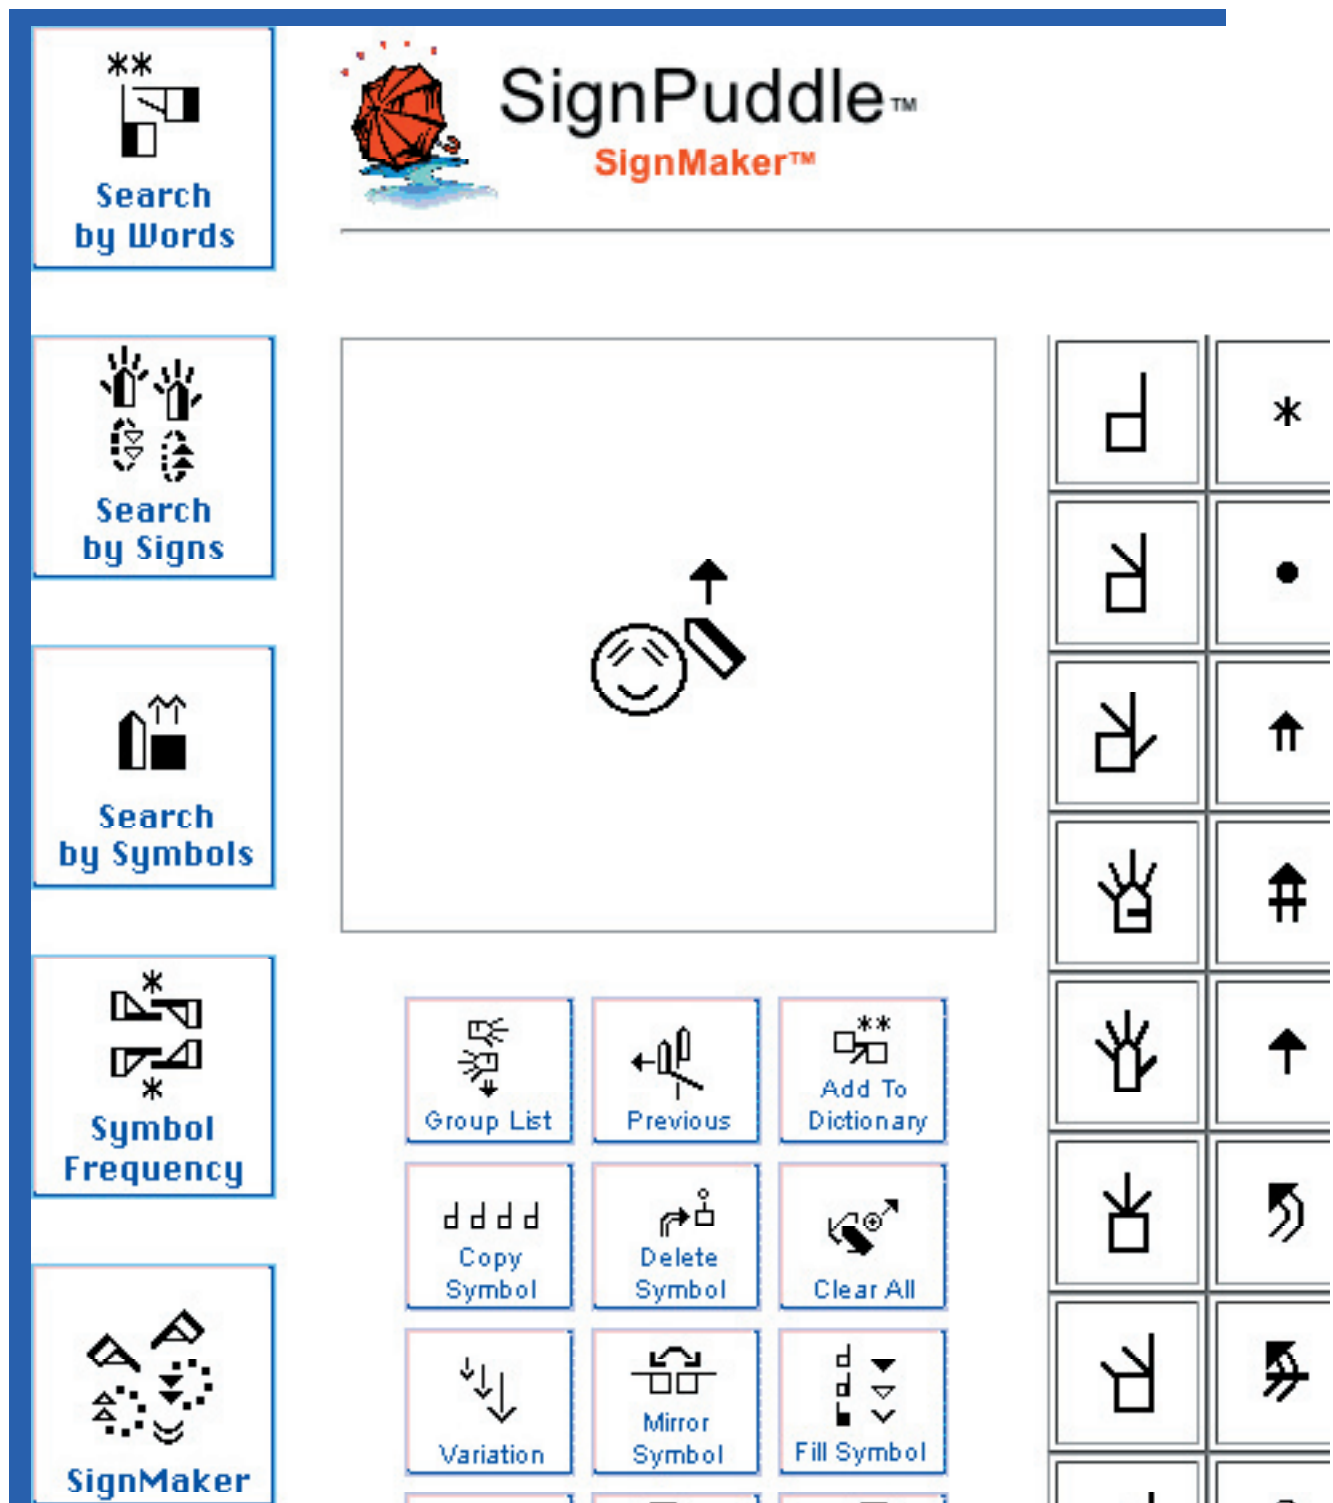 SignPuddle™
SignMaker™
Search
by Words
Search
by Signs
Search
by Symbols
Symbol
Frequency
SignMaker
Group List
Previous
Add To
Dictionary
Copy
Symbol
Delete
Symbol
Clear All
Variation
Mirror
Symbol
Fill Symbol